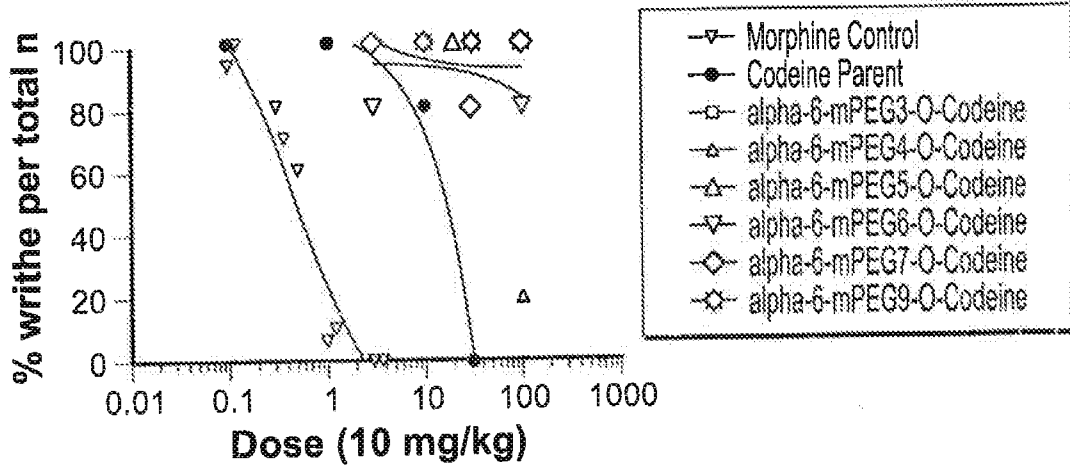 % writhe per total n
100
80
60
40
20
0
0.01 0.1 1 10 100 1000
Dose (10 mg/kg)
Morphine Control
Codeine Parent
alpha-6-mPEG3-O-Codeine
alpha-6-mPEG4-O-Codeine
alpha-6-mPEG5-O-Codeine
alpha-6-mPEG6-O-Codeine
alpha-6-mPEG7-O-Codeine
alpha-6-mPEG9-O-Codeine